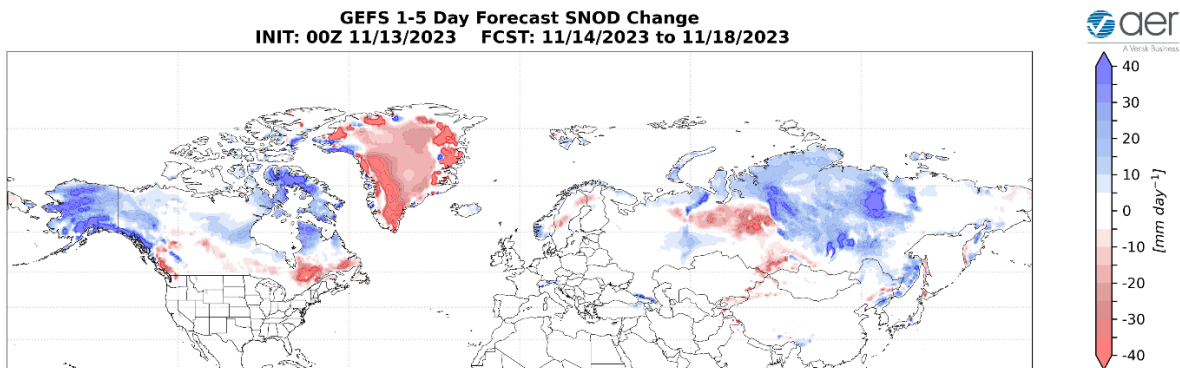 GEFS 1-5 Day Forecast SNOD Change
INIT: 00Z 11/13/2023 FCST: 11/14/2023 to 11/18/2023
aer
A Verisk Business
40
30
20
10
0
-10
-20
-30
-40
[mm day⁻¹]